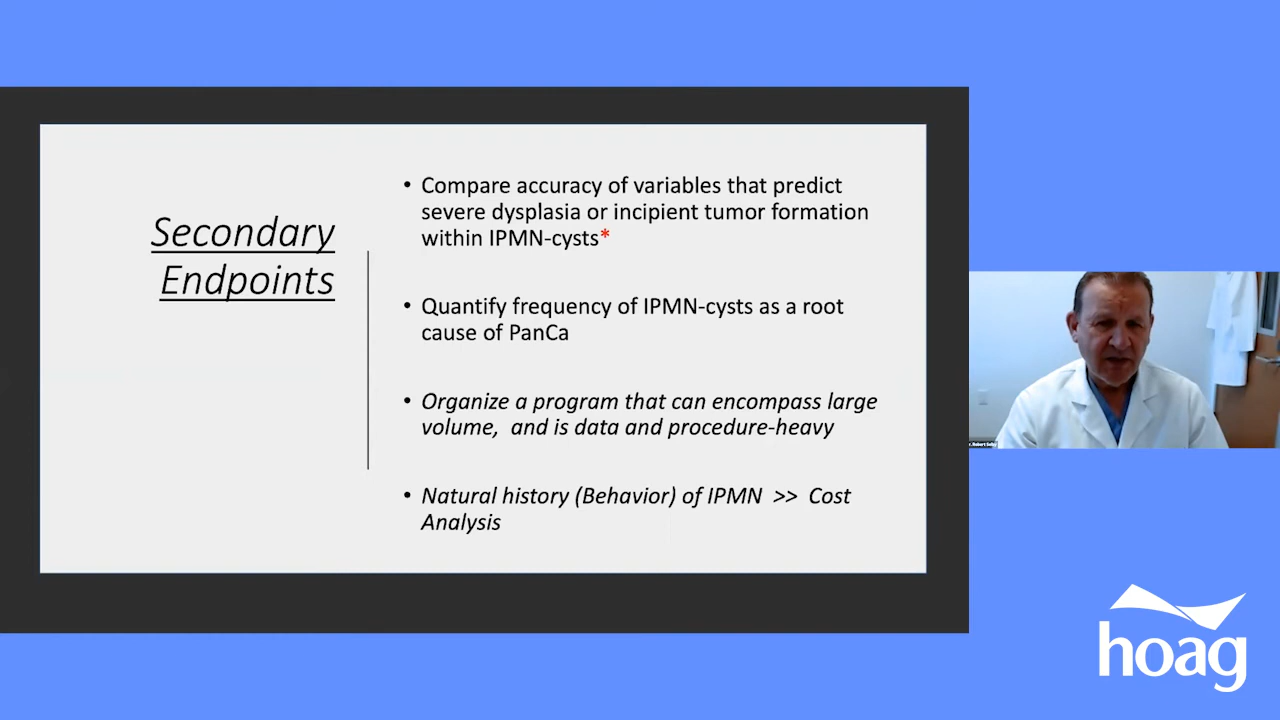 Secondary
Endpoints
• Compare accuracy of variables that predict
severe dysplasia or incipient tumor formation
within IPMN-cysts*
• Quantify frequency of IPMN-cysts as a root
cause of PanCa
• Organize a program that can encompass large
volume, and is data and procedure-heavy
• Natural history (Behavior) of IPMN >> Cost
Analysis
Robert Selby
hoag